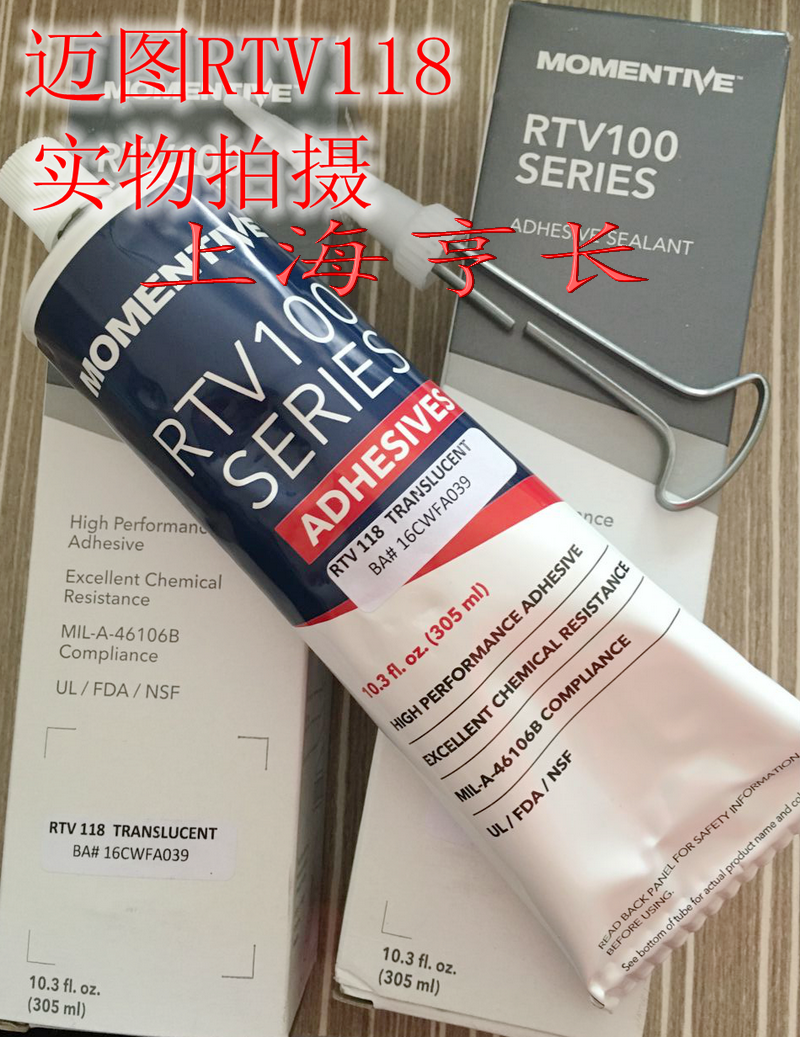 迈图RTV118
实物拍摄
上海亨长
MOMENTIVE
MOMENTIVE™
RTV100
SERIES
ADHESIVE SEALANT
MOMENTIVE
RTV100
SERIES
ADHESIVES
RTV 118 TRANSLUCENT
BA# 16CWFA039
10.3 fl. oz. (305 ml)
HIGH PERFORMANCE ADHESIVE
EXCELLENT CHEMICAL RESISTANCE
MIL-A-46106B COMPLIANCE
UL / FDA / NSF
READ BACK PANEL FOR SAFETY INFORMATION
BEFORE USING.
See bottom of tube for actual product name and
High Performanc
Adhesive
Excellent Chemical
Resistance
MIL-A-46106B
Compliance
UL / FDA / NSF
RTV 118 TRANSLUCENT
BA# 16CWFA039
10.3 fl. oz.
(305 ml)
10.3 fl. oz.
(305 ml)